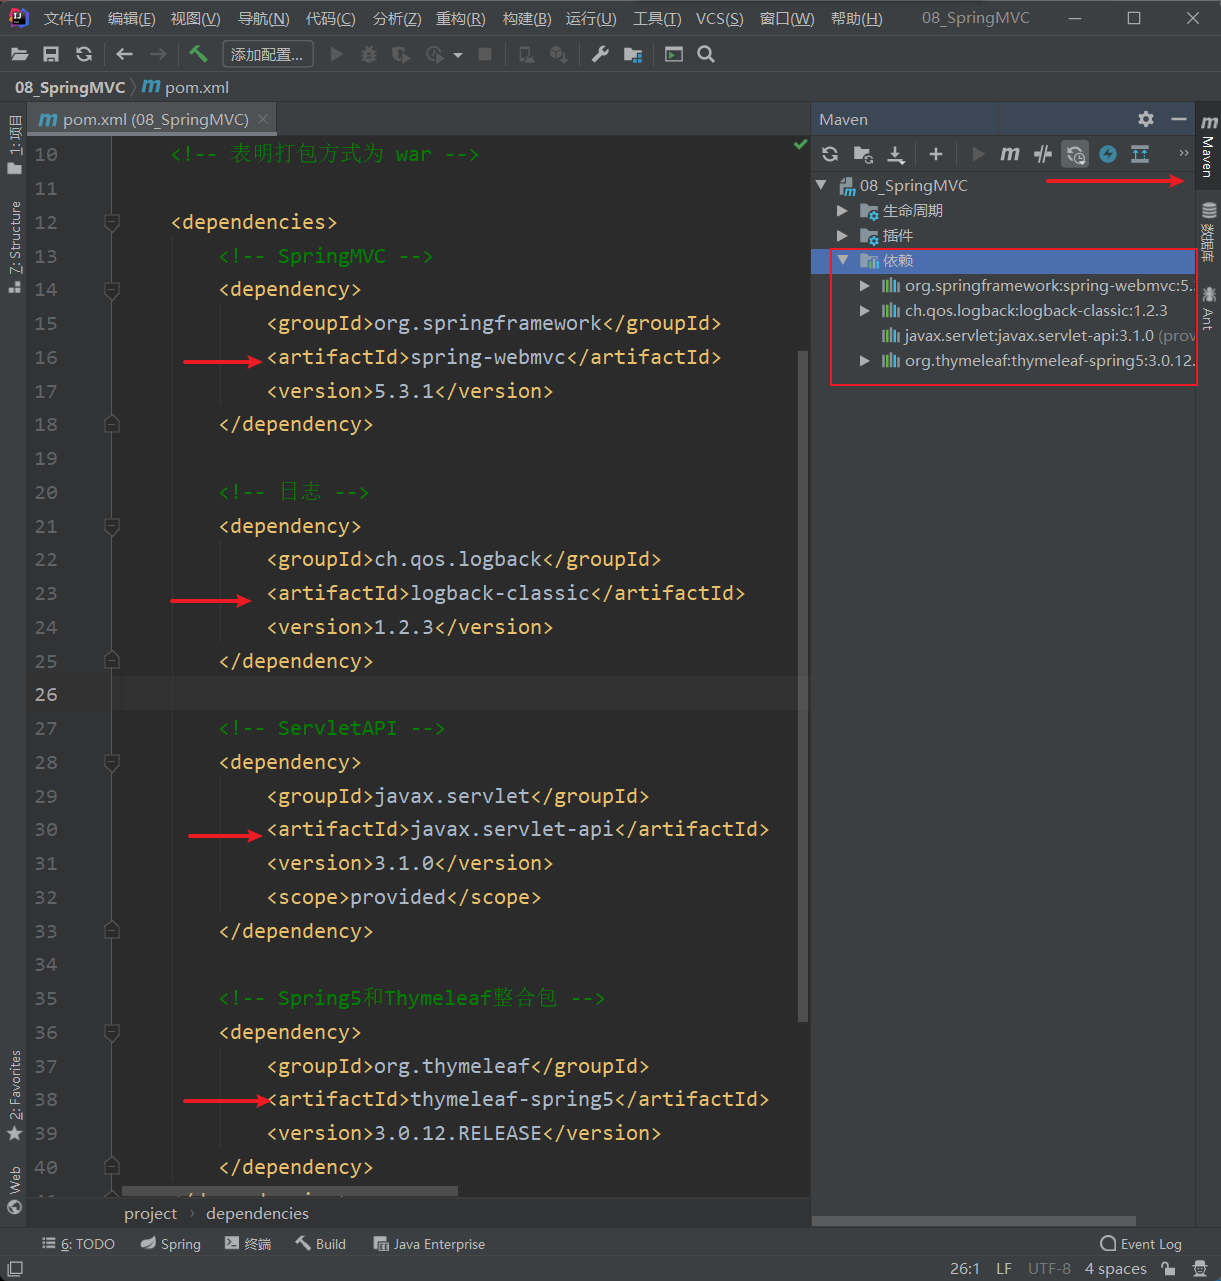 文件(F) 编辑(E) 视图(V) 导航(N) 代码(C) 分析(Z) 重构(R) 构建(B) 运行(U) 工具(T) VCS(S) 窗口(W) 帮助(H) 08_SpringMVC
添加配置...
08_SpringMVC pom.xml
1: 项目
7: Structure
2: Favorites
Web
pom.xml (08_SpringMVC)
10 <!-- 表明打包方式为 war -->
11
12 <dependencies>
13 <!-- SpringMVC -->
14 <dependency>
15 <groupId>org.springframework</groupId>
16 <artifactId>spring-webmvc</artifactId>
17 <version>5.3.1</version>
18 </dependency>
19
20 <!-- 日志 -->
21 <dependency>
22 <groupId>ch.qos.logback</groupId>
23 <artifactId>logback-classic</artifactId>
24 <version>1.2.3</version>
25 </dependency>
26
27 <!-- ServletAPI -->
28 <dependency>
29 <groupId>javax.servlet</groupId>
30 <artifactId>javax.servlet-api</artifactId>
31 <version>3.1.0</version>
32 <scope>provided</scope>
33 </dependency>
34
35 <!-- Spring5和Thymeleaf整合包 -->
36 <dependency>
37 <groupId>org.thymeleaf</groupId>
38 <artifactId>thymeleaf-spring5</artifactId>
39 <version>3.0.12.RELEASE</version>
40 </dependency>
project › dependencies
Maven
08_SpringMVC
生命周期
插件
依赖
org.springframework:spring-webmvc:5.
ch.qos.logback:logback-classic:1.2.3
javax.servlet:javax.servlet-api:3.1.0 (prov
org.thymeleaf:thymeleaf-spring5:3.0.12.
Maven
数据库
Ant
6: TODO Spring 终端 Build Java Enterprise Event Log
26:1 LF UTF-8 4 spaces